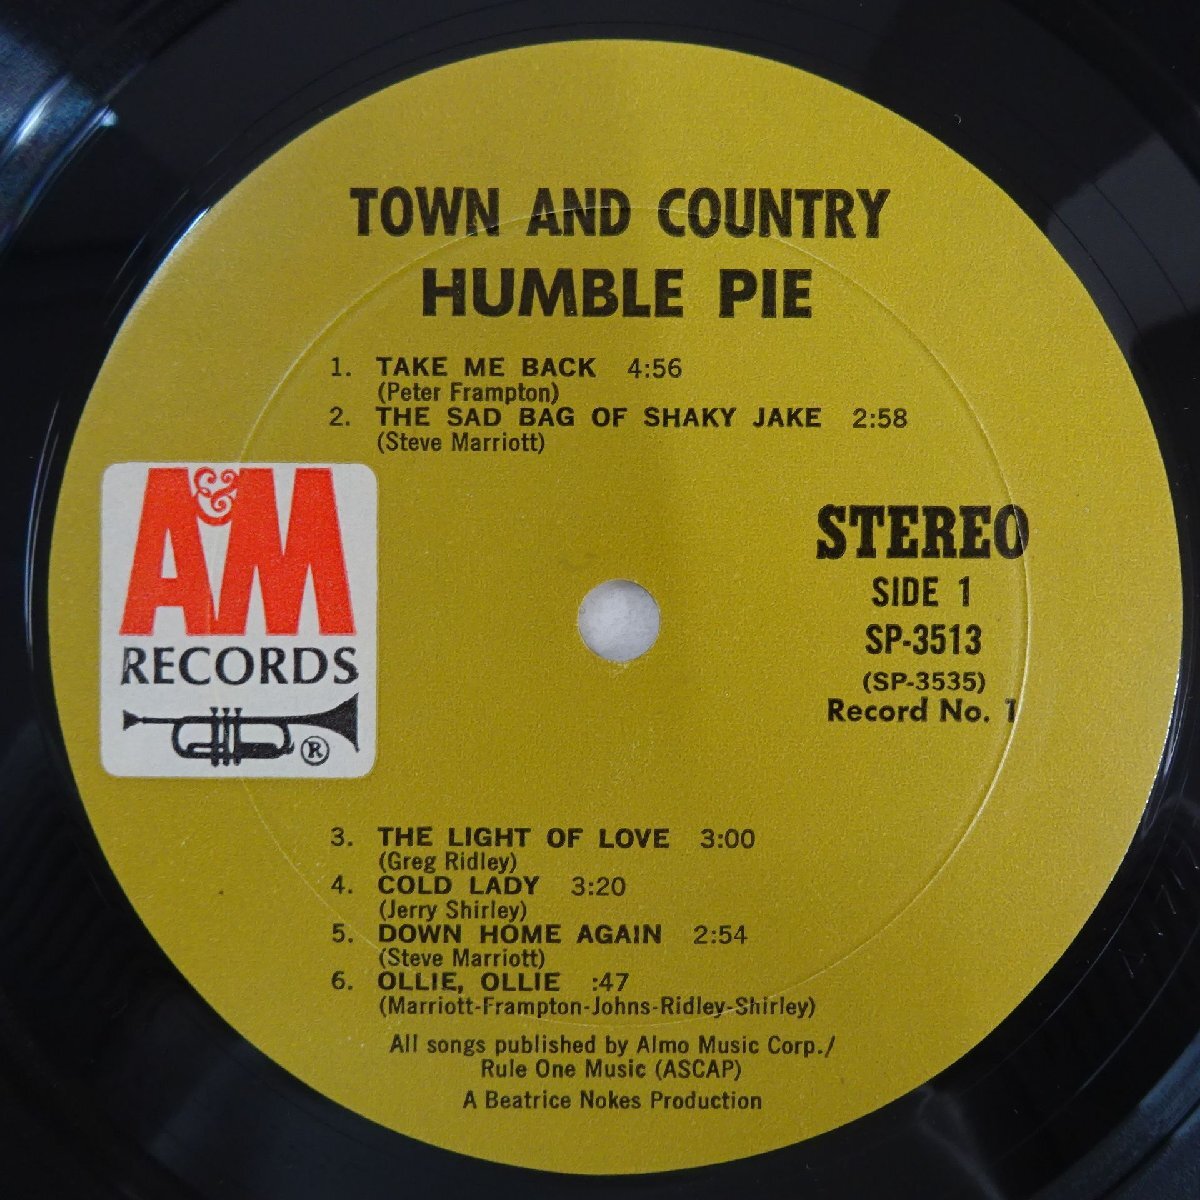 TOWN AND COUNTRY
HUMBLE PIE
1. TAKE ME BACK 4:56
(Peter Frampton)
2. THE SAD BAG OF SHAKY JAKE 2:58
(Steve Marriott)
A&M
RECORDS
®
STEREO
SIDE 1
SP-3513
(SP-3535)
Record No. 1
3. THE LIGHT OF LOVE 3:00
(Greg Ridley)
4. COLD LADY 3:20
(Jerry Shirley)
5. DOWN HOME AGAIN 2:54
(Steve Marriott)
6. OLLIE, OLLIE :47
(Marriott-Frampton-Johns-Ridley-Shirley)
All songs published by Almo Music Corp./
Rule One Music (ASCAP)
A Beatrice Nokes Production